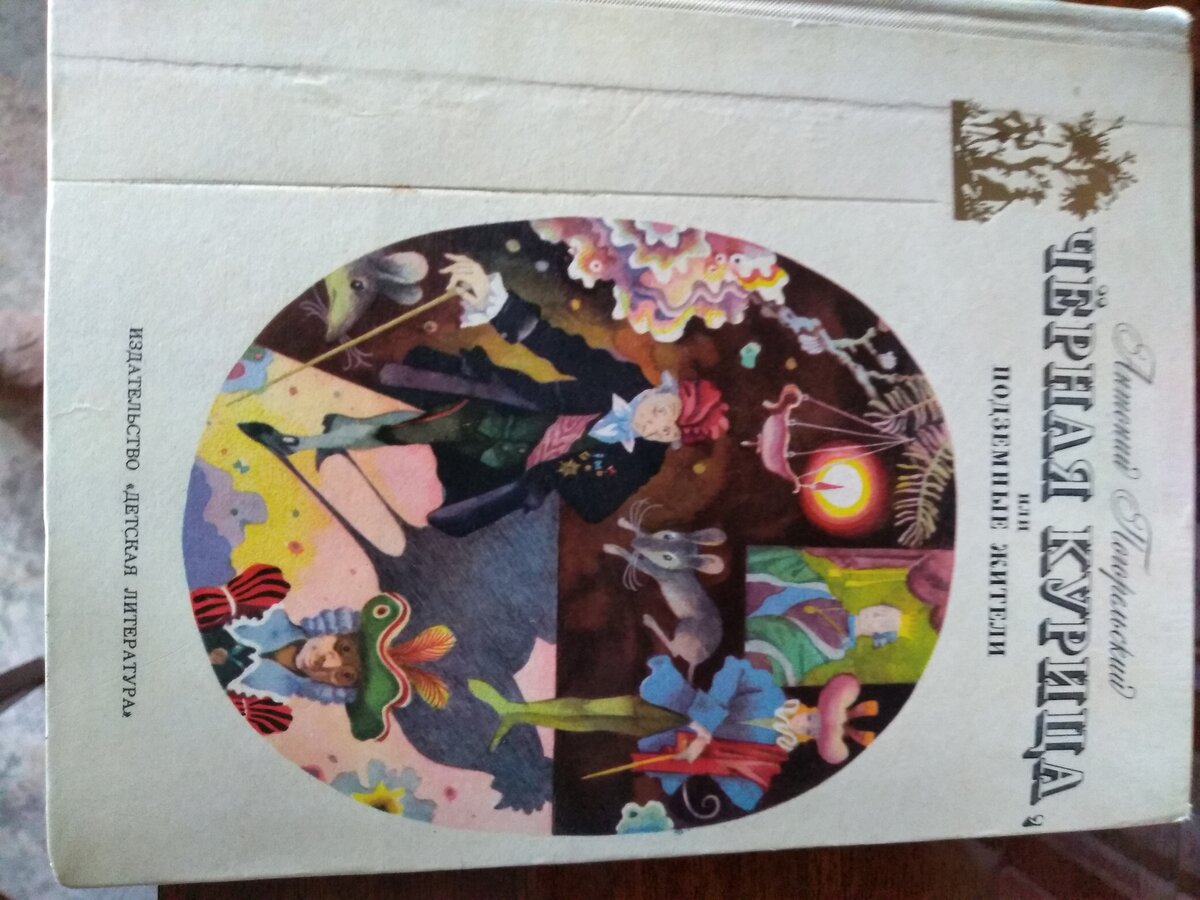 Антоний Погорельский
ЧЁРНАЯ КУРИЦА,
или
ПОДЗЕМНЫЕ ЖИТЕЛИ
ИЗДАТЕЛЬСТВО «ДЕТСКАЯ ЛИТЕРАТУРА»